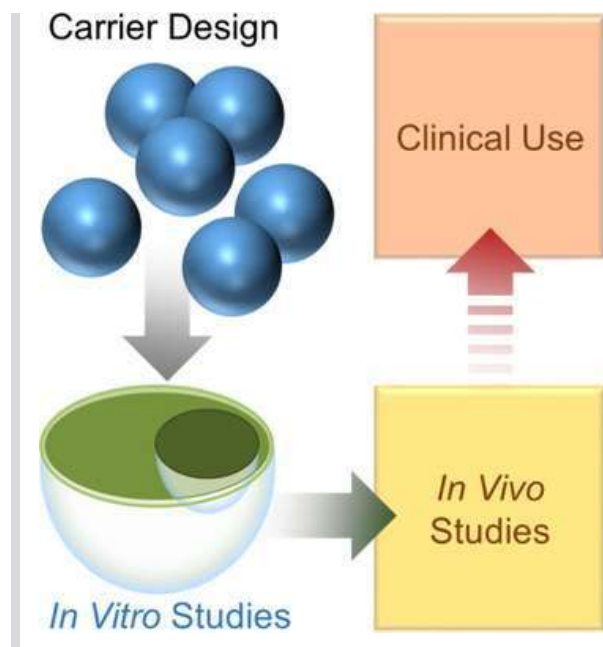 Carrier Design
Clinical Use
In Vivo
Studies
In Vitro Studies